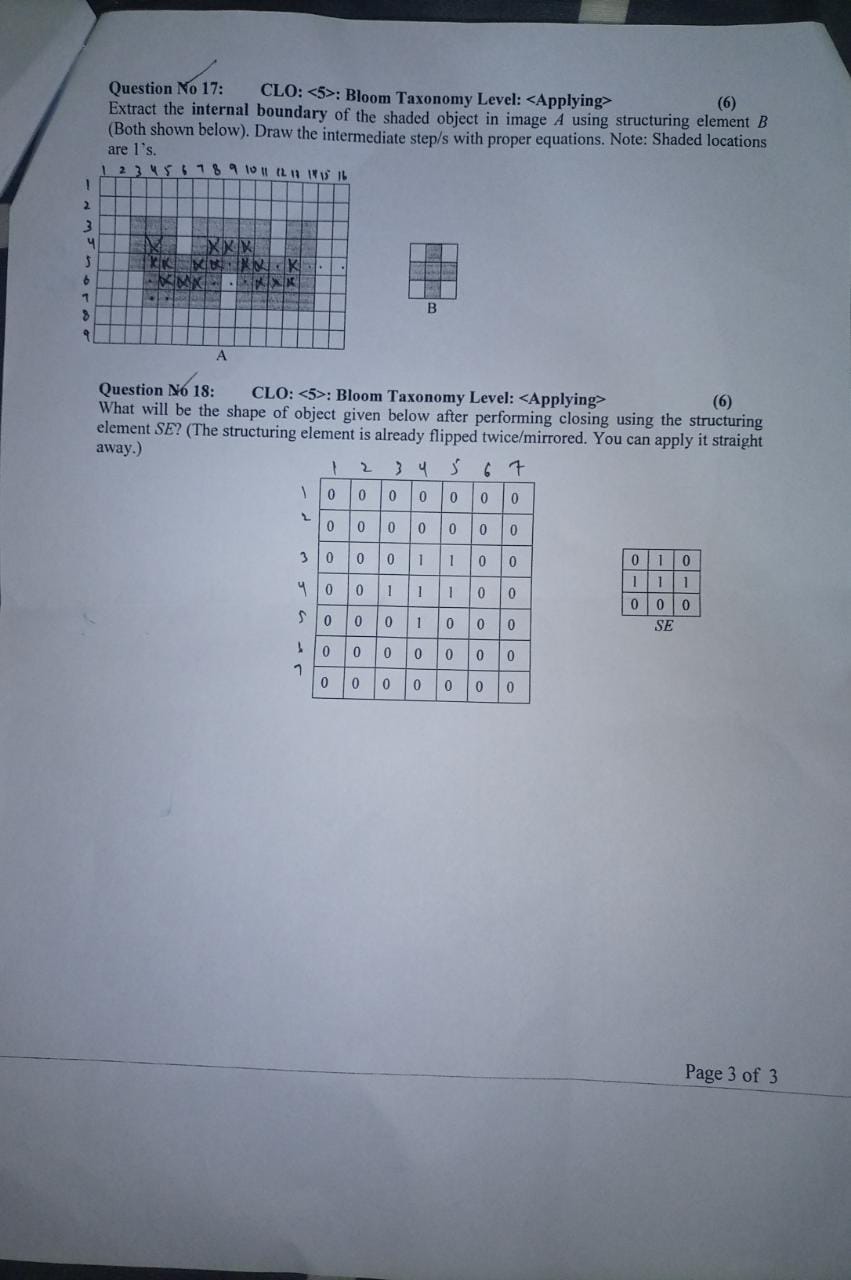 Question No 17: CLO: <5>: Bloom Taxonomy Level: <Applying> (6)
Extract the internal boundary of the shaded object in image A using structuring element B
(Both shown below). Draw the intermediate step/s with proper equations. Note: Shaded locations
are 1's.
1 2 3 4 5 6 7 8 9 10 11 12 13 14 15 16
1
2
3
4
5
6
7
8
9
B
A
Question No 18: CLO: <5>: Bloom Taxonomy Level: <Applying> (6)
What will be the shape of object given below after performing closing using the structuring
element SE? (The structuring element is already flipped twice/mirrored. You can apply it straight
away.)
1 2 3 4 5 6 7
1 0 0 0 0 0 0 0
2 0 0 0 0 0 0 0
3 0 0 0 1 1 0 0
4 0 0 1 1 1 0 0
5 0 0 0 1 0 0 0
6 0 0 0 0 0 0 0
7 0 0 0 0 0 0 0
0 1 0
1 1 1
0 0 0
SE
Page 3 of 3